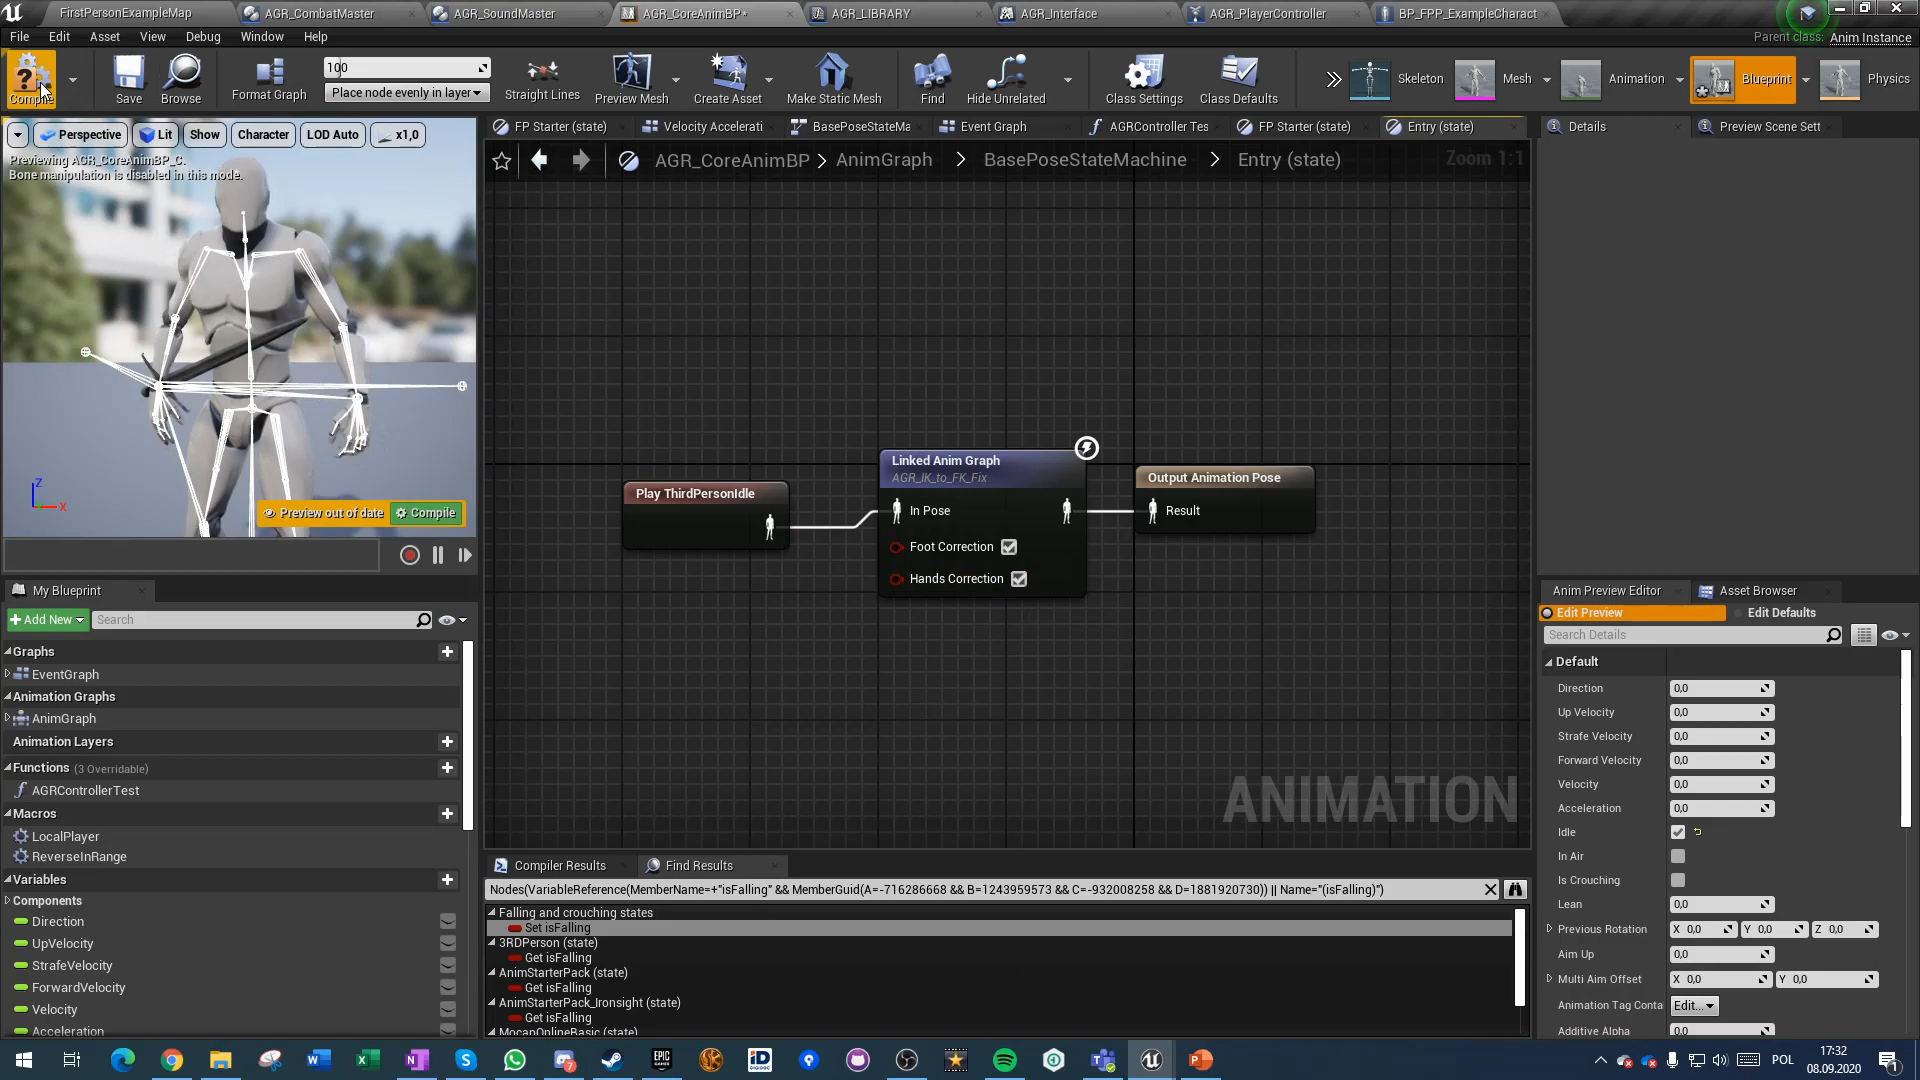 FirstPersonExampleMap
AGR_CombatMaster
AGR_SoundMaster
AGR_CoreAnimBP*
AGR_LIBRARY
AGR_Interface
AGR_PlayerController
BP_FPP_ExampleCharact
File
Edit
Asset
View
Debug
Window
Help
Parent class: Anim Instance
Compile
Save
Browse
Format Graph
100
Place node evenly in layer
Straight Lines
Preview Mesh
Create Asset
Make Static Mesh
Find
Hide Unrelated
Class Settings
Class Defaults
Skeleton
Mesh
Animation
Blueprint
Physics
Perspective
Lit
Show
Character
LOD Auto
x1,0
Previewing AGR_CoreAnimBP_C.
Bone manipulation is disabled in this mode.
Z
X
Preview out of date
Compile
FP Starter (state)
Velocity Accelerati
BasePoseStateMa
Event Graph
AGRController Tes
FP Starter (state)
Entry (state)
AGR_CoreAnimBP > AnimGraph > BasePoseStateMachine > Entry (state)
Zoom 1:1
Play ThirdPersonIdle
Linked Anim Graph
AGR_IK_to_FK_Fix
In Pose
Foot Correction
Hands Correction
Output Animation Pose
Result
ANIMATION
My Blueprint
Add New
Search
Graphs
EventGraph
Animation Graphs
AnimGraph
Animation Layers
Functions (3 Overridable)
AGRControllerTest
Macros
LocalPlayer
ReverseInRange
Variables
Components
Direction
UpVelocity
StrafeVelocity
ForwardVelocity
Velocity
Acceleration
Compiler Results
Find Results
Nodes(VariableReference(MemberName=+"isFalling" && MemberGuid(A=-716286668 && B=1243959573 && C=-932008258 && D=1881920730)) || Name="(isFalling)")
Falling and crouching states
Set isFalling
3RDPerson (state)
Get isFalling
AnimStarterPack (state)
Get isFalling
AnimStarterPack_Ironsight (state)
Get isFalling
MocapOnlineBasic (state)
Details
Preview Scene Sett
Anim Preview Editor
Asset Browser
Edit Preview
Edit Defaults
Search Details
Default
Direction 0,0
Up Velocity 0,0
Strafe Velocity 0,0
Forward Velocity 0,0
Velocity 0,0
Acceleration 0,0
Idle
In Air
Is Crouching
Lean 0,0
Previous Rotation X 0,0 Y 0,0 Z 0,0
Aim Up 0,0
Multi Aim Offset X 0,0 Y 0,0
Animation Tag Conta Edit...
Additive Alpha 0,0
POL
17:32
08.09.2020